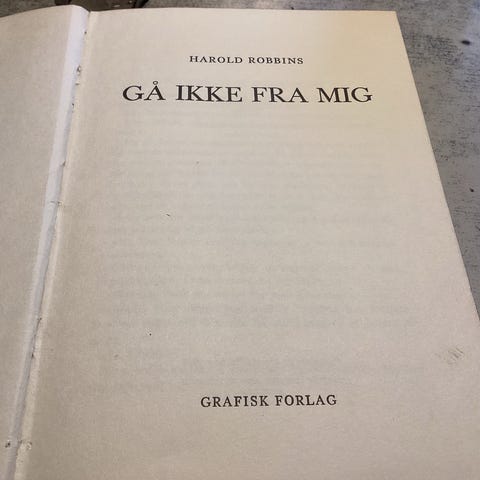 HAROLD ROBBINS
GÅ IKKE FRA MIG
GRAFISK FORLAG